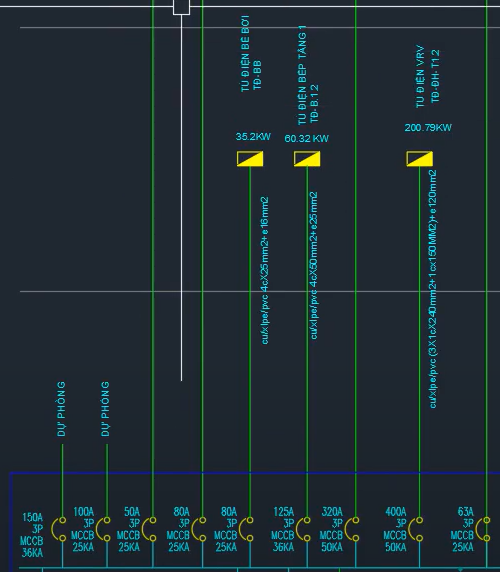 TỦ ĐIỆN BỂ BƠI
TĐ-BB
TỦ ĐIỆN BẾP TẦNG 1
TĐ-B.1.2
TỦ ĐIỆN VRV
TĐ-ĐH-T1.2
35.2KW
60.32 KW
200.79KW
cu/xlpe/pvc 4cX25mm2+e16mm2
cu/xlpe/pvc 4cX50mm2+e25mm2
cu/xlpe/pvc (3X1cX240mm2+1cx150MM2)+e120mm2
DỰ PHÒNG
DỰ PHÒNG
150A
3P
MCCB
36KA
100A
3P
MCCB
25KA
50A
3P
MCCB
25KA
80A
3P
MCCB
25KA
80A
3P
MCCB
25KA
125A
3P
MCCB
36KA
320A
3P
MCCB
50KA
400A
3P
MCCB
50KA
63A
3P
MCCB
25KA